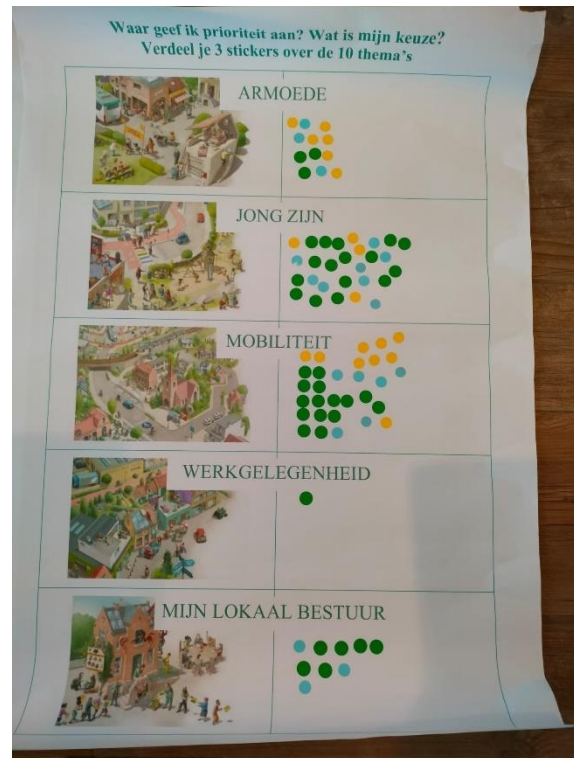 Waar geef ik prioriteit aan? Wat is mijn keuze?
Verdeel je 3 stickers over de 10 thema's
ARMOEDE
JONG ZIJN
MOBILITEIT
WERKGELEGENHEID
MIJN LOKAAL BESTUUR